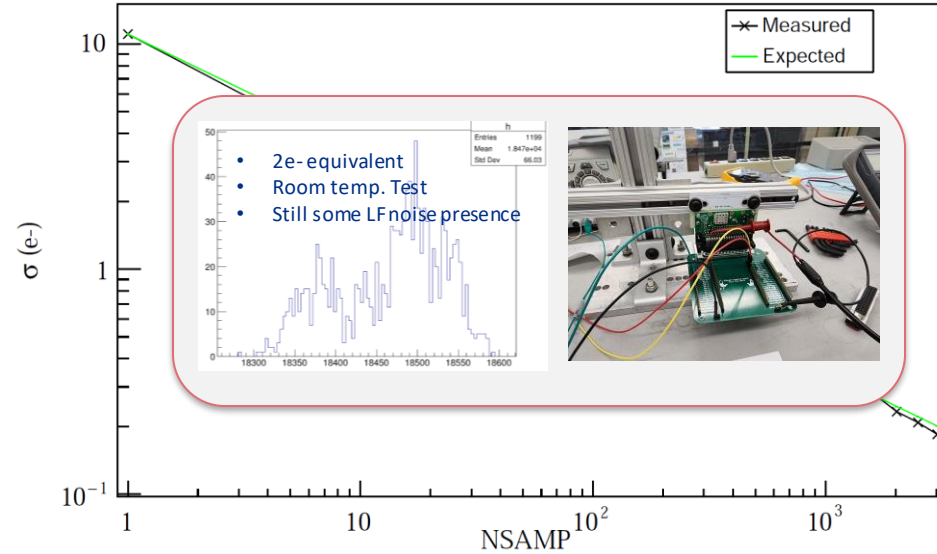 10
1
10⁻¹
σ (e-)
Measured
Expected
50
40
30
20
10
0
h
Entries 1199
Mean 1.847e+04
Std Dev 66.03
• 2e- equivalent
• Room temp. Test
• Still some LF noise presence
18300 18350 18400 18450 18500 18550 18600
1 10 10² 10³
NSAMP